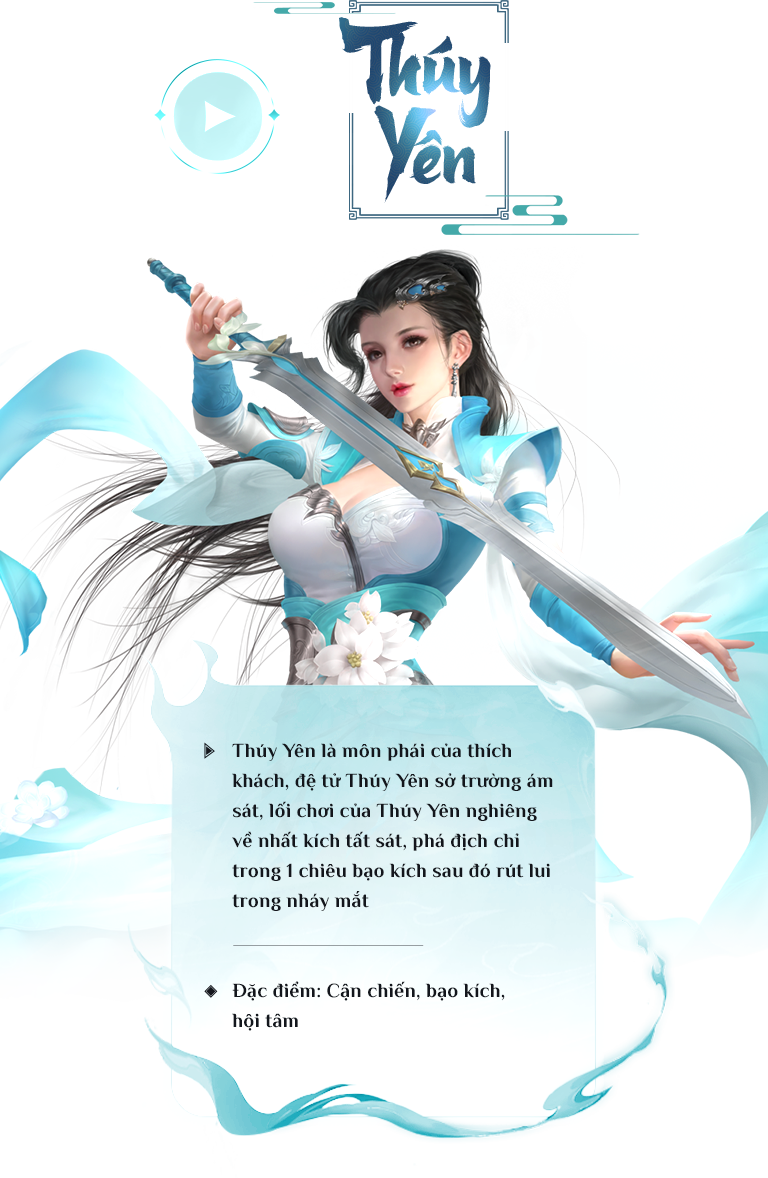 Thúy
Yên
Thúy Yên là môn phái của thích
khách, đệ tử Thúy Yên sở trường ám
sát, lối chơi của Thúy Yên nghiêng
về nhất kích tất sát, phá địch chỉ
trong 1 chiêu bạo kích sau đó rút lui
trong nháy mắt
Đặc điểm: Cận chiến, bạo kích,
hội tâm